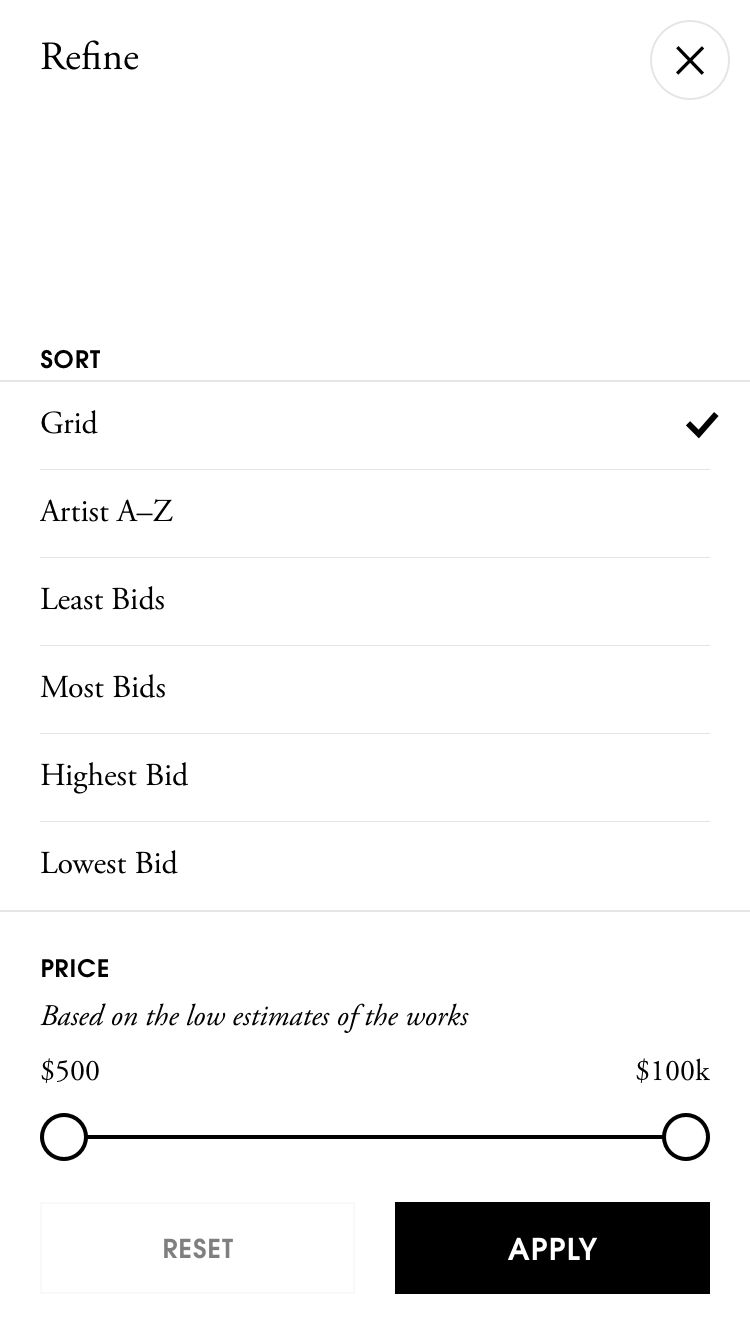 Refine
SORT
Grid
Artist A–Z
Least Bids
Most Bids
Highest Bid
Lowest Bid
PRICE
Based on the low estimates of the works
$500 $100k
RESET APPLY